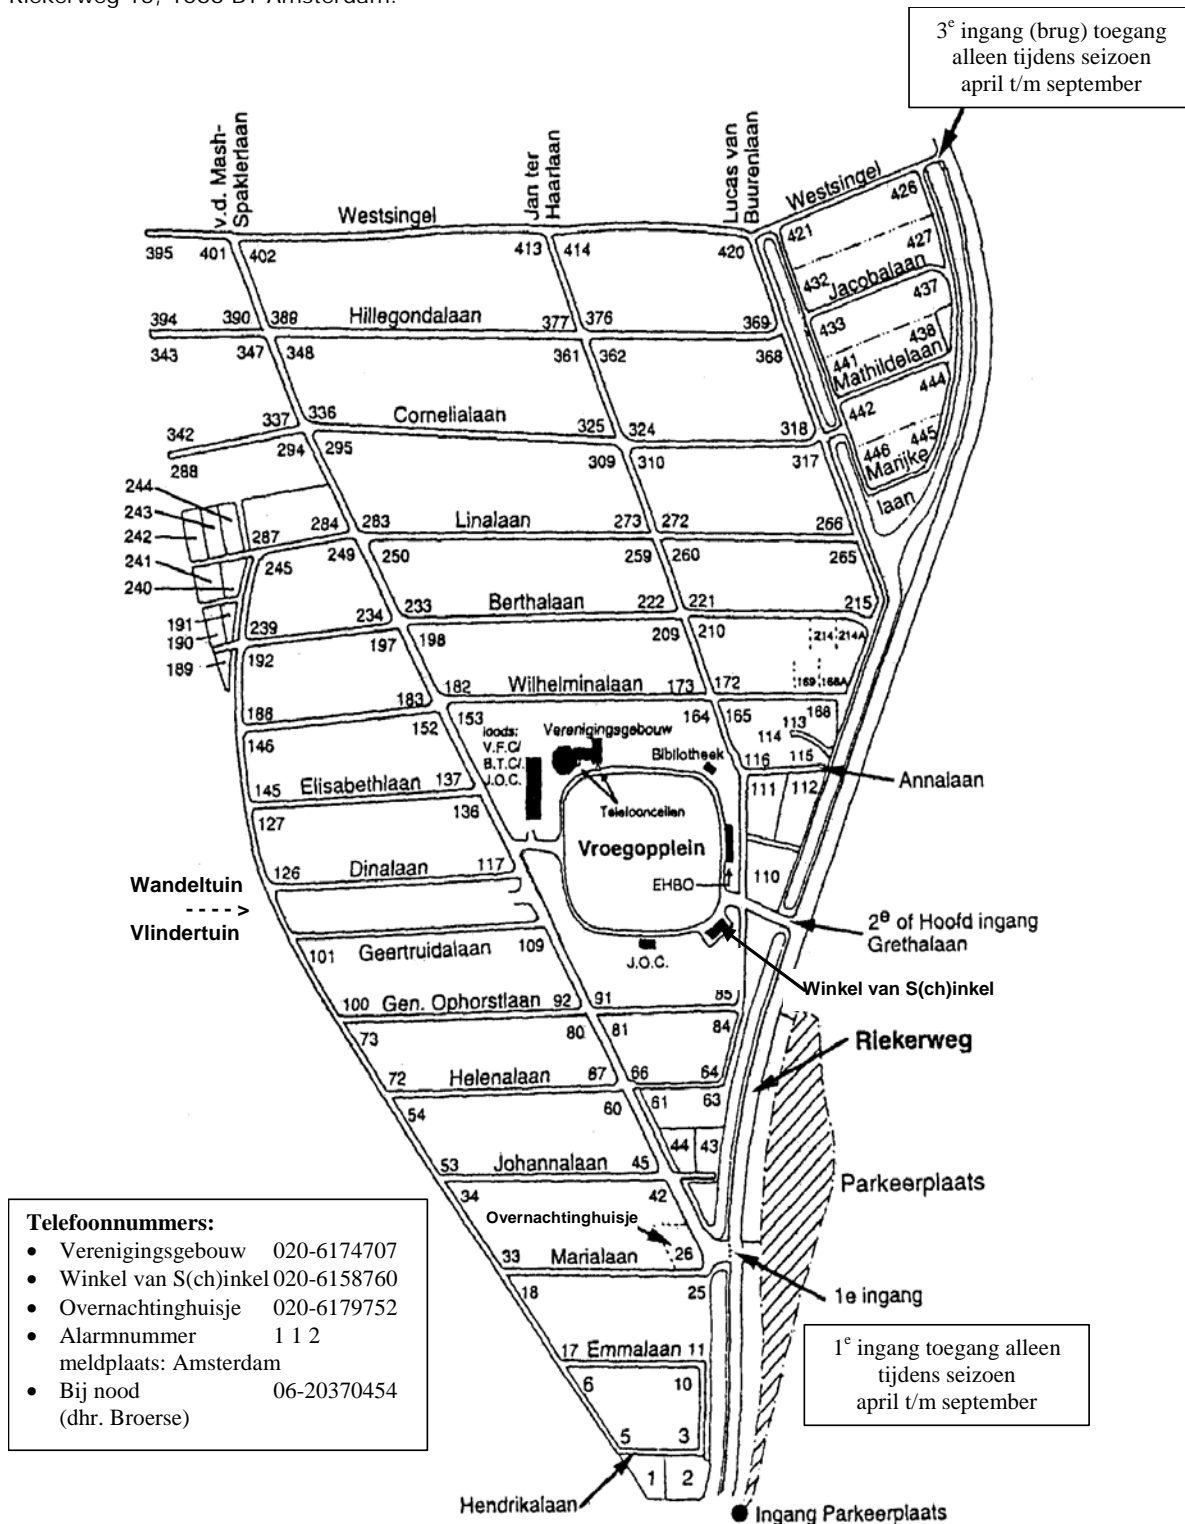 Riekerweg 10, 1066 BT Amsterdam.
3e ingang (brug) toegang
alleen tijdens seizoen
april t/m september
v.d. Mash-
Spaklerlaan
Jan ter
Haarlaan
Lucas van
Buurenlaan
Westsingel
Westsingel
426
421
395 401 402 413 414 420
427
432 Jacobalaan
437
394 390 389 Hillegondalaan 377 376 369 433
438
343 347 348 361 362 368 441
Mathildelaan
444
342 337 336 Cornelialaan 325 324 318 442
445
446
Marijke
laan
288 294 295 309 310 317
244
243
242
287 284 283 Linalaan 273 272 266
241
240
245 249 250 259 260 265
191
190
189
239 234 233 Berthalaan 222 221 215
192 197 198 209 210 214 214A
169 168A
188 183 182 Wilhelminalaan 173 172
146 152 153 164 165 168
loods:
V.F.C/
B.T.C/.
J.O.C.
Verenigingsgebouw
Bibliotheek
113
114
116 115
Annalaan
145 Elisabethlaan 137 111 112
Telefooncellen
127 136
Vroegopplein
126 Dinalaan 117
EHBO
110
Wandeltuin
---->
Vlindertuin
2e of Hoofd ingang
Grethalaan
101 Geertruidalaan 109
J.O.C.
Winkel van S(ch)inkel
100 Gen. Ophorstlaan 92 91 85
73 80 81 84
Riekerweg
72 Helenalaan 67 66 64
54 60 61 63
44 43
53 Johannalaan 45
Parkeerplaats
34 42
Overnachtinghuisje
33 Marialaan 26
18 25
1e ingang
17 Emmalaan 11
6 10
5 3
1 2
Hendrikalaan
Ingang Parkeerplaats
1e ingang toegang alleen
tijdens seizoen
april t/m september
Telefoonnummers:
• Verenigingsgebouw 020-6174707
• Winkel van S(ch)inkel 020-6158760
• Overnachtinghuisje 020-6179752
• Alarmnummer 1 1 2
meldplaats: Amsterdam
• Bij nood 06-20370454
(dhr. Broerse)